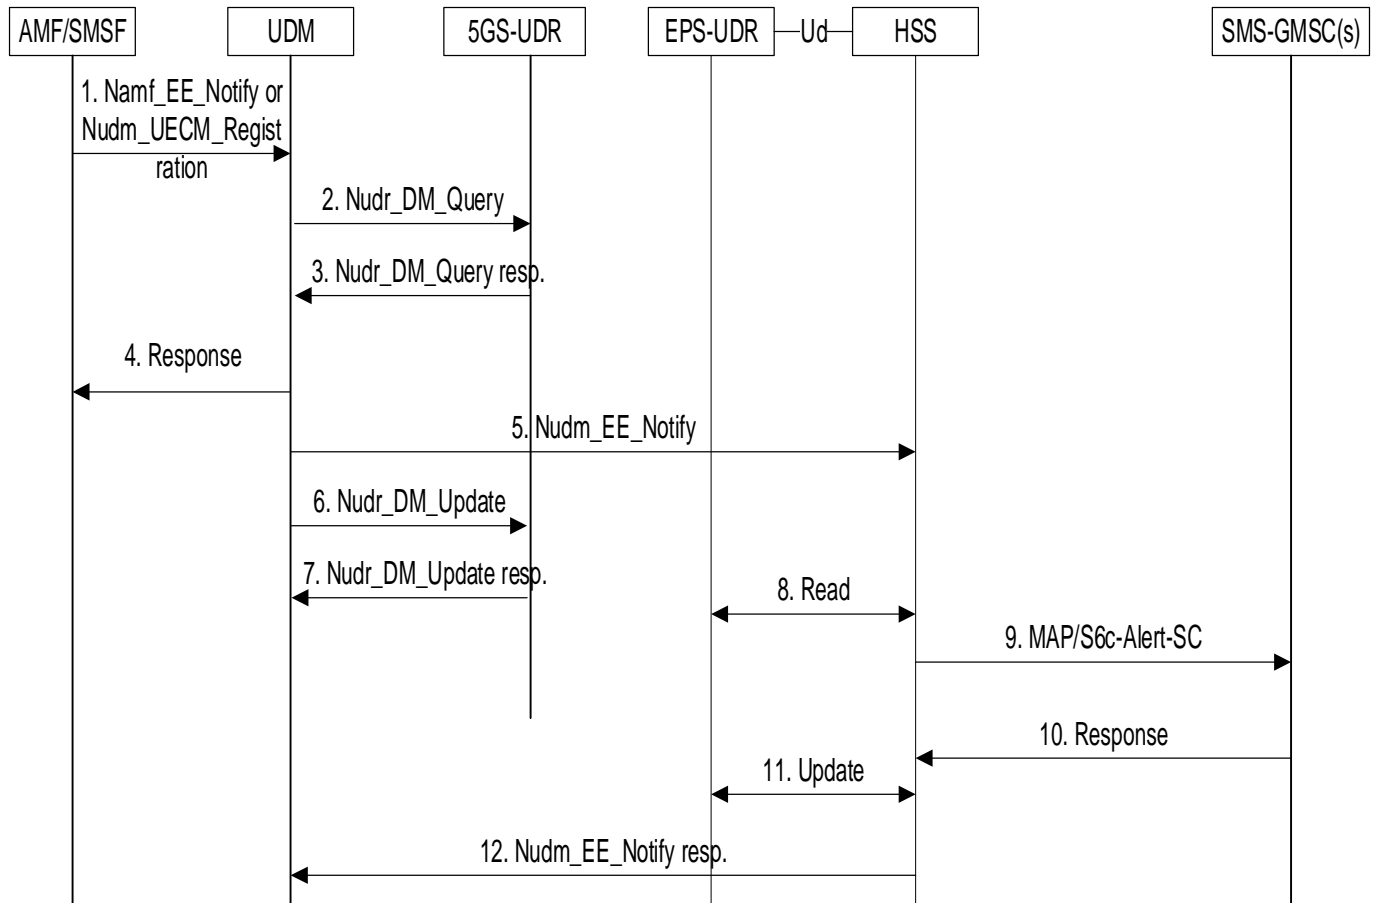 AMF/SMSF
UDM
5GS-UDR
EPS-UDR
Ud
HSS
SMS-GMSC(s)
1. Namf_EE_Notify or
Nudm_UECM_Regist
ration
2. Nudr_DM_Query
3. Nudr_DM_Query resp.
4. Response
5. Nudm_EE_Notify
6. Nudr_DM_Update
7. Nudr_DM_Update resp.
8. Read
9. MAP/S6c-Alert-SC
10. Response
11. Update
12. Nudm_EE_Notify resp.